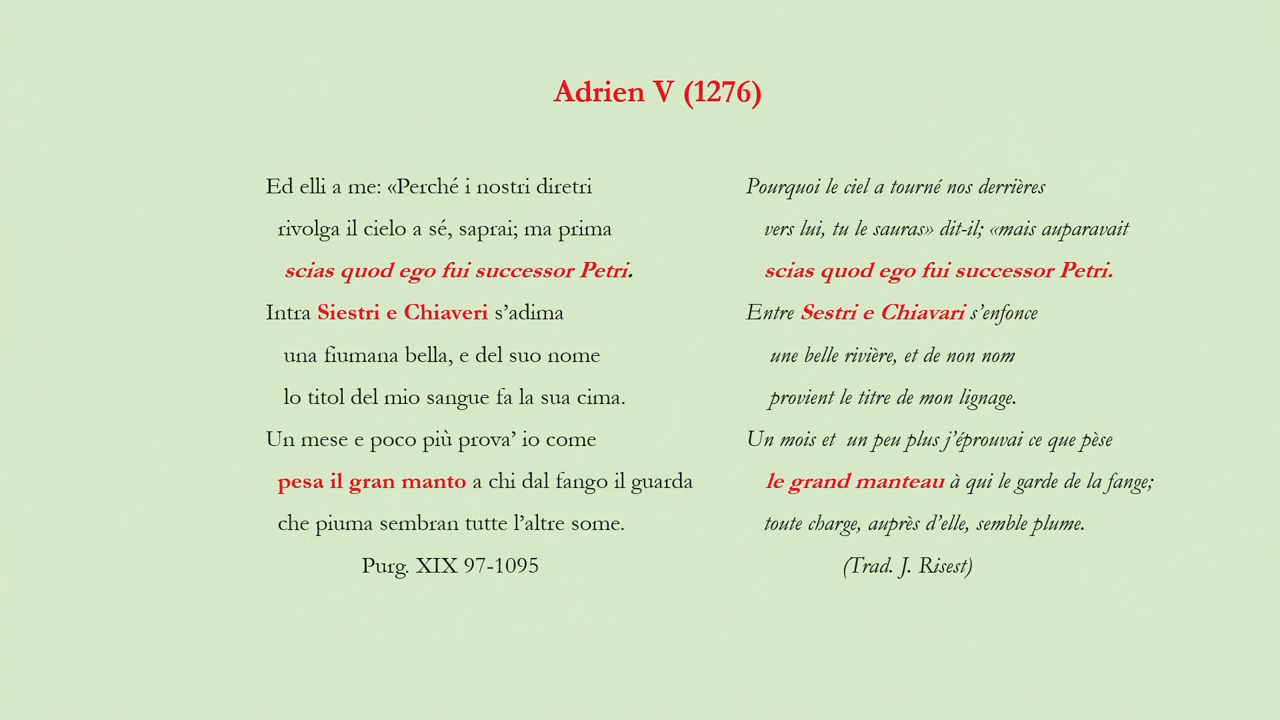 Adrien V (1276)
Ed elli a me: «Perché i nostri diretri
rivolga il cielo a sé, saprai; ma prima
scias quod ego fui successor Petri.
Intra Siestri e Chiaveri s’adima
una fiumana bella, e del suo nome
lo titol del mio sangue fa la sua cima.
Un mese e poco più prova’ io come
pesa il gran manto a chi dal fango il guarda
che piuma sembran tutte l’altre some.
Purg. XIX 97-1095
Pourquoi le ciel a tourné nos derrières
vers lui, tu le sauras» dit-il; «mais auparavait
scias quod ego fui successor Petri.
Entre Sestri e Chiavari s’enfonce
une belle rivière, et de non nom
provient le titre de mon lignage.
Un mois et un peu plus j’éprouvai ce que pèse
le grand manteau à qui le garde de la fange;
toute charge, auprès d’elle, semble plume.
(Trad. J. Risest)